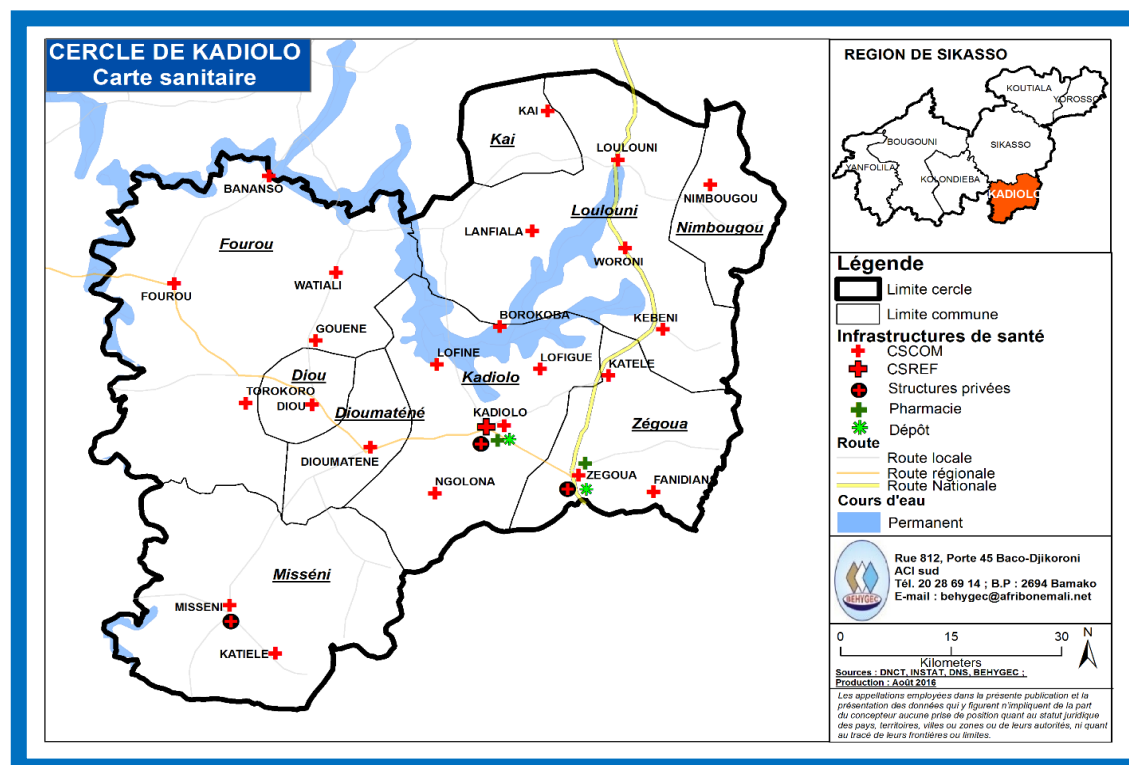 CERCLE DE KADIOLO
Carte sanitaire
KAI
Kai
LOULOUNI
BANANSO
NIMBOUGOU
Loulouni
LANFIALA
Nimbougou
Fourou
WORONI
WATIALI
FOUROU
BOROKOBA
KEBENI
GOUENE
LOFINE
LOFIGUE
KATELE
Diou
Kadiolo
TOROKORO
DIOU
Dioumaténé
KADIOLO
Zégoua
DIOUMATENE
NGOLONA
ZEGOUA
FANIDIANS
Misséni
MISSENI
KATIELE
REGION DE SIKASSO
KOUTIALA
YOROSSO
BOUGOUNI
SIKASSO
YANFOLILA
KOLONDIEBA
KADIOLO
Légende
Limite cercle
Limite commune
Infrastructures de santé
CSCOM
CSREF
Structures privées
Pharmacie
Dépôt
Route
Route locale
Route régionale
Route Nationale
Cours d'eau
Permanent
BEHYGEC
Rue 812, Porte 45 Baco-Djikoroni
ACI sud
Tél. 20 28 69 14 ; B.P : 2694 Bamako
E-mail : behygec@afribonemali.net
0 15 30
Kilometers
N
Sources : DNCT, INSTAT, DNS, BEHYGEC ;
Production : Août 2016
Les appellations employées dans la présente publication et la
présentation des données qui y figurent n'impliquent de la part
du concepteur aucune prise de position quant au statut juridique
des pays, territoires, villes ou zones ou de leurs autorités, ni quant
au tracé de leurs frontières ou limites.